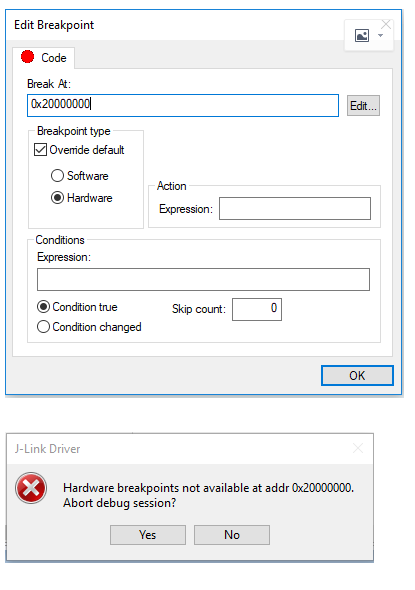 Edit Breakpoint
Code
Break At:
0x20000000
Edit...
Breakpoint type
Override default
Software
Hardware
Action
Expression:
Conditions
Expression:
Condition true
Condition changed
Skip count:
0
OK
J-Link Driver
Hardware breakpoints not available at addr 0x20000000.
Abort debug session?
Yes
No